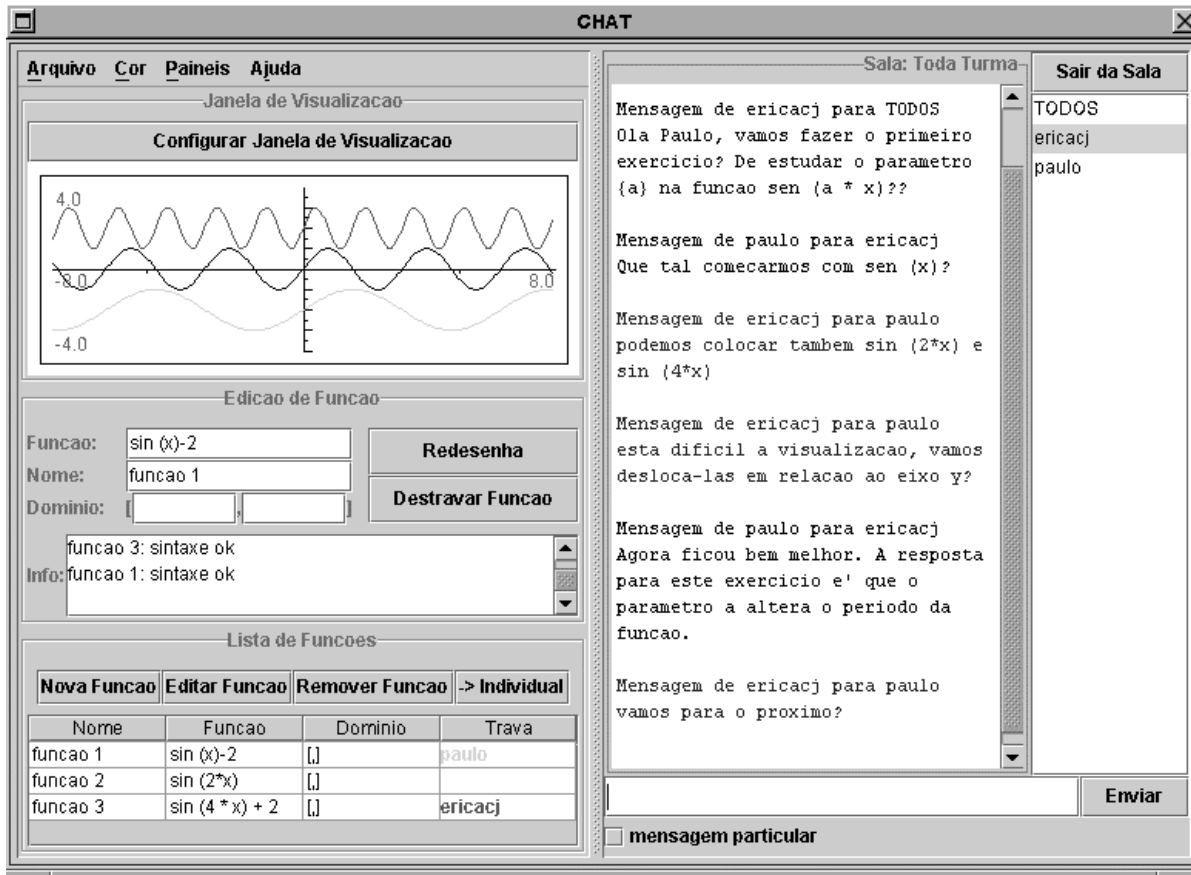 CHAT
Arquivo Cor Paineis Ajuda
Janela de Visualizacao
Configurar Janela de Visualizacao
4.0
-8.0
8.0
-4.0
Edicao de Funcao
Funcao: sin (x)-2
Redesenha
Nome: funcao 1
Dominio: [ , ]
Destravar Funcao
funcao 3: sintaxe ok
Info: funcao 1: sintaxe ok
Lista de Funcoes
Nova Funcao Editar Funcao Remover Funcao -> Individual
Nome Funcao Dominio Trava
funcao 1 sin (x)-2 [,] paulo
funcao 2 sin (2*x) [,]
funcao 3 sin (4 * x) + 2 [,] ericacj
Sala: Toda Turma
Mensagem de ericacj para TODOS
Ola Paulo, vamos fazer o primeiro
exercicio? De estudar o parametro
{a} na funcao sen (a * x)??
Mensagem de paulo para ericacj
Que tal comecarmos com sen (x)?
Mensagem de ericacj para paulo
podemos colocar tambem sin (2*x) e
sin (4*x)
Mensagem de ericacj para paulo
esta dificil a visualizacao, vamos
desloca-las em relacao ao eixo y?
Mensagem de paulo para ericacj
Agora ficou bem melhor. A resposta
para este exercicio e' que o
parametro a altera o periodo da
funcao.
Mensagem de ericacj para paulo
vamos para o proximo?
Sair da Sala
TODOS
ericacj
paulo
Enviar
mensagem particular